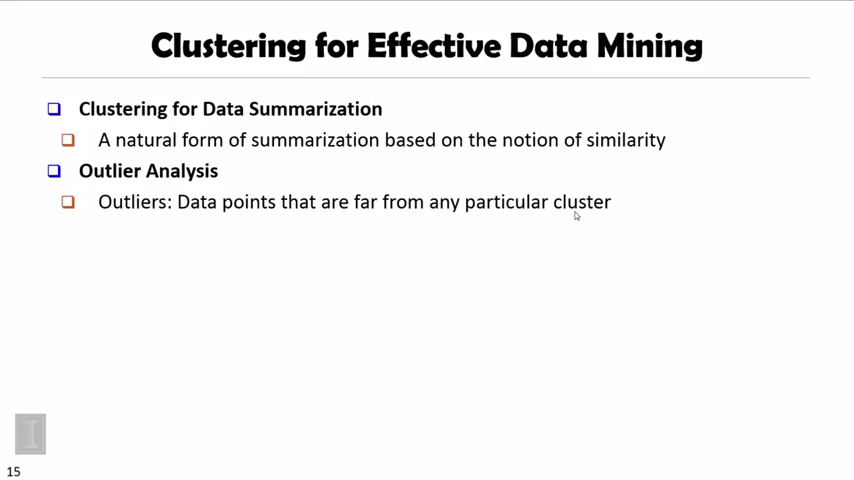 Clustering for Effective Data Mining
Clustering for Data Summarization
A natural form of summarization based on the notion of similarity
Outlier Analysis
Outliers: Data points that are far from any particular cluster
I
15